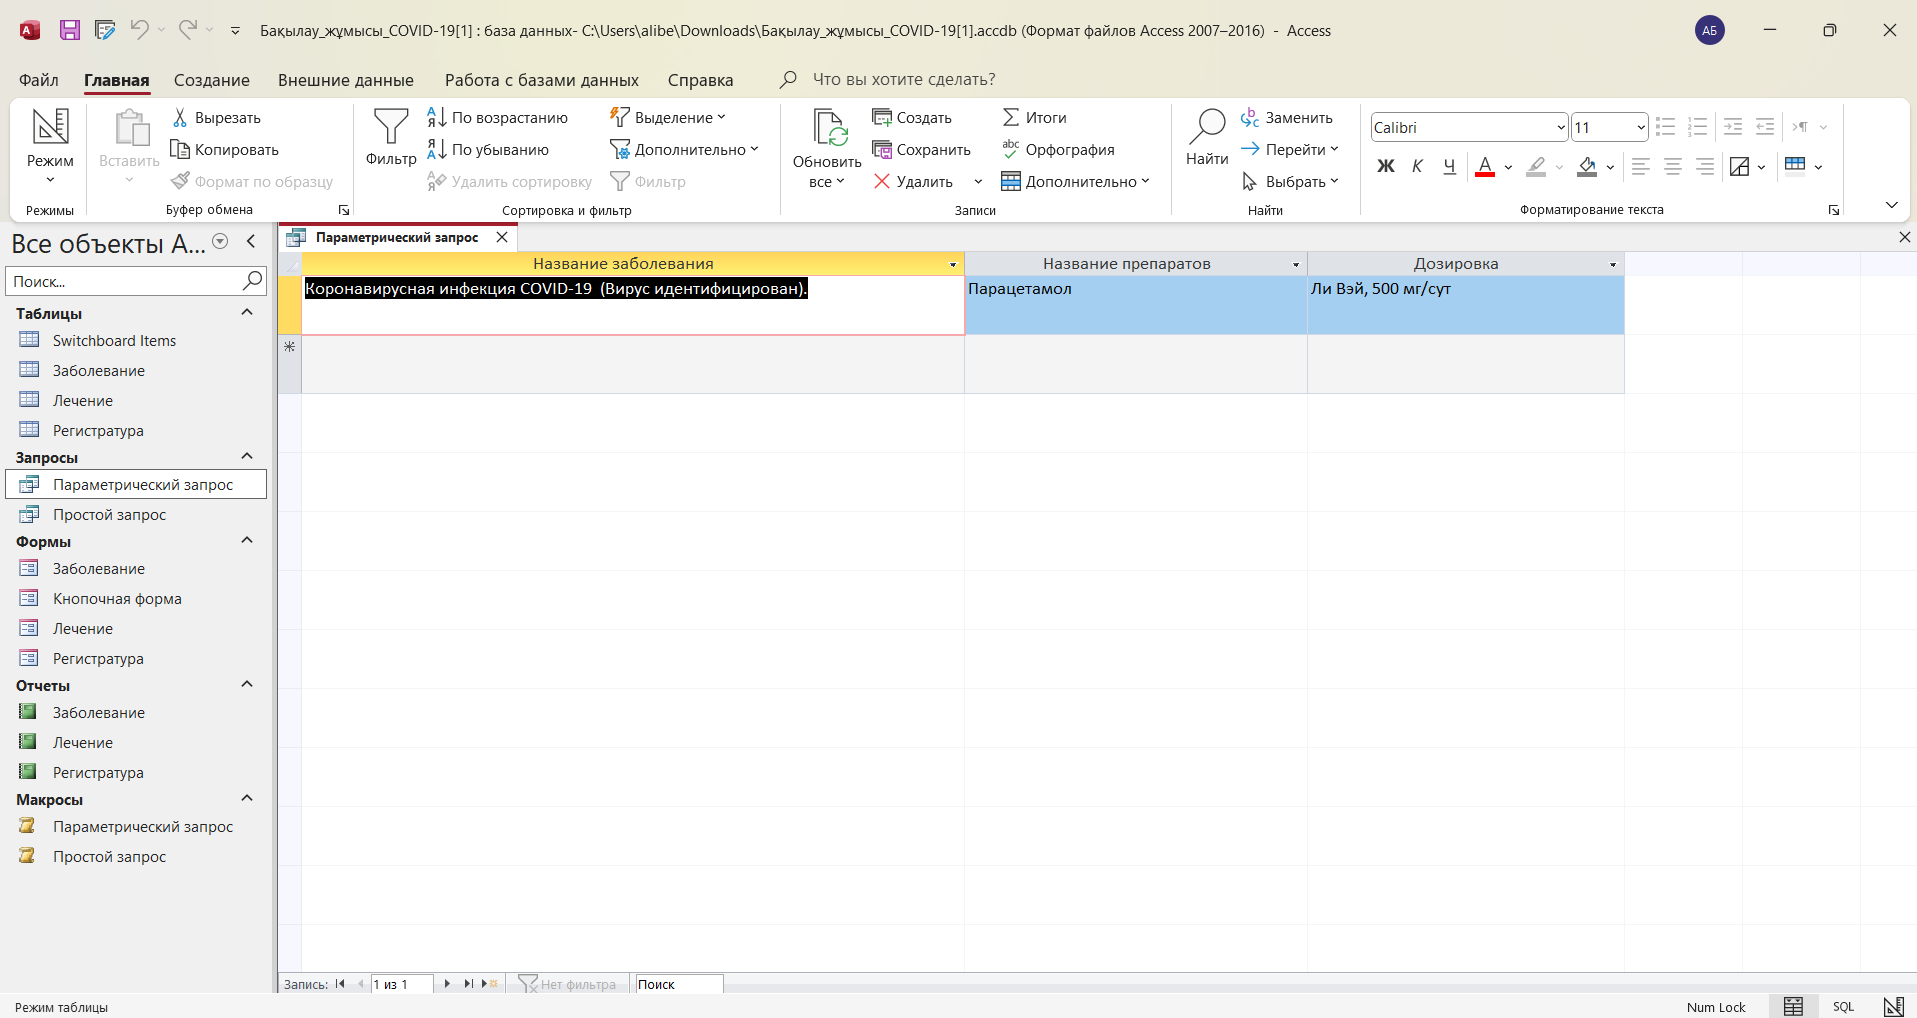 Бақылау_жұмысы_COVID-19[1] : база данных- C:\Users\alibe\Downloads\Бақылау_жұмысы_COVID-19[1].accdb (Формат файлов Access 2007–2016) - Access
АБ
Файл Главная Создание Внешние данные Работа с базами данных Справка Что вы хотите сделать?
Режим
Режимы
Вставить
Вырезать
Копировать
Формат по образцу
Буфер обмена
Фильтр
По возрастанию
По убыванию
Удалить сортировку
Выделение
Дополнительно
Фильтр
Сортировка и фильтр
Обновить
все
Создать
Сохранить
Удалить
Итоги
Орфография
Дополнительно
Записи
Найти
Заменить
Перейти
Выбрать
Найти
Calibri 11
Ж К Ч A
Форматирование текста
Все объекты A...
Поиск...
Таблицы
Switchboard Items
Заболевание
Лечение
Регистратура
Запросы
Параметрический запрос
Простой запрос
Формы
Заболевание
Кнопочная форма
Лечение
Регистратура
Отчеты
Заболевание
Лечение
Регистратура
Макросы
Параметрический запрос
Простой запрос
Параметрический запрос
Название заболевания Название препаратов Дозировка
Коронавирусная инфекция COVID-19 (Вирус идентифицирован). Парацетамол Ли Вэй, 500 мг/сут
Запись: 1 из 1 Нет фильтра Поиск
Режим таблицы Num Lock SQL